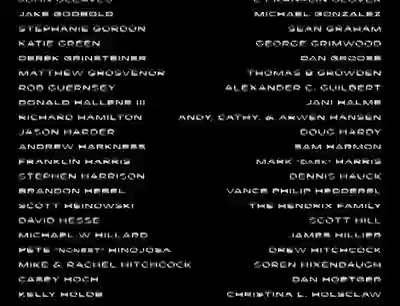 JAKE GODBOLD MICHAEL GONZALEZ
STEPHANIE GORDON SEAN GRAHAM
KATIE GREEN GEORGE GRIMWOOD
DEREK GRINSTEINER DAN GROOBE
MATTHEW GROSVENOR THOMAS B GROWDEN
ROB GUERNSEY ALEXANDER C. GUILBERT
DONALD HALLENE III JANI HALME
RICHARD HAMILTON ANDY, CATHY, & ARWEN HANSEN
JASON HARDER DOUG HARDY
ANDREW HARKNESS SAM HARMON
FRANKLIN HARRIS MARK "DARK" HARRIS
STEPHEN HARRISON DENNIS HAUCK
BRANDON HEBEL VANCE PHILIP HEDDEREL
SCOTT HEINOWSKI THE HENDRIX FAMILY
DAVID HESSE SCOTT HILL
MICHAEL W HILLARD JAMES HILLIER
PETE HINOJOSA DREW HITCHCOCK
MIKE & RACHEL HITCHCOCK SOREN HIXENBAUGH
CASEY HOCH DAN HOETGER
KELLY HOLOB CHRISTINA L. HOLSCLAW